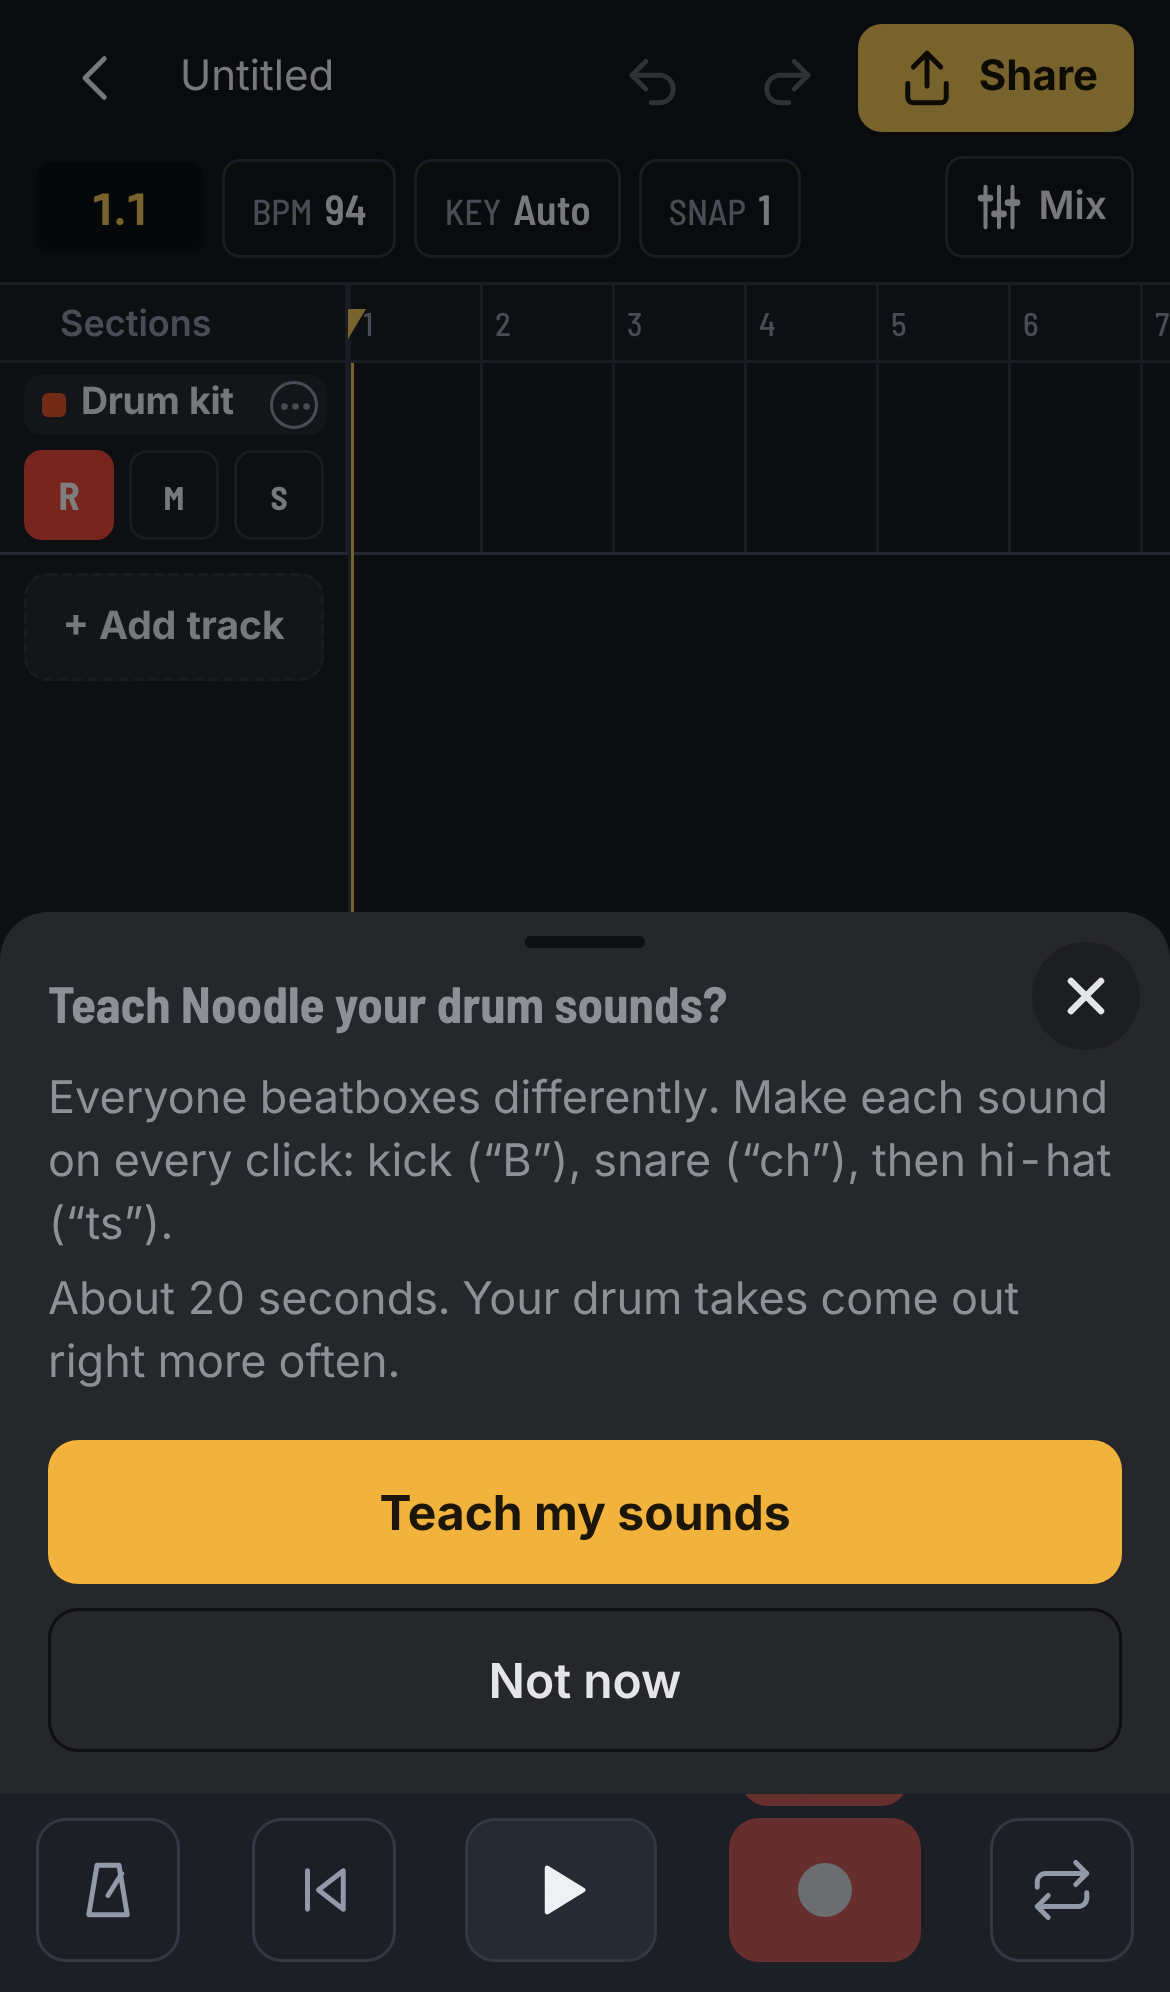 Untitled
Share
1.1
BPM 94
KEY Auto
SNAP 1
Mix
Sections
1 2 3 4 5 6 7
Drum kit
R M S
+ Add track
Teach Noodle your drum sounds?
Everyone beatboxes differently. Make each sound
on every click: kick (“B”), snare (“ch”), then hi-hat
(“ts”).
About 20 seconds. Your drum takes come out
right more often.
Teach my sounds
Not now